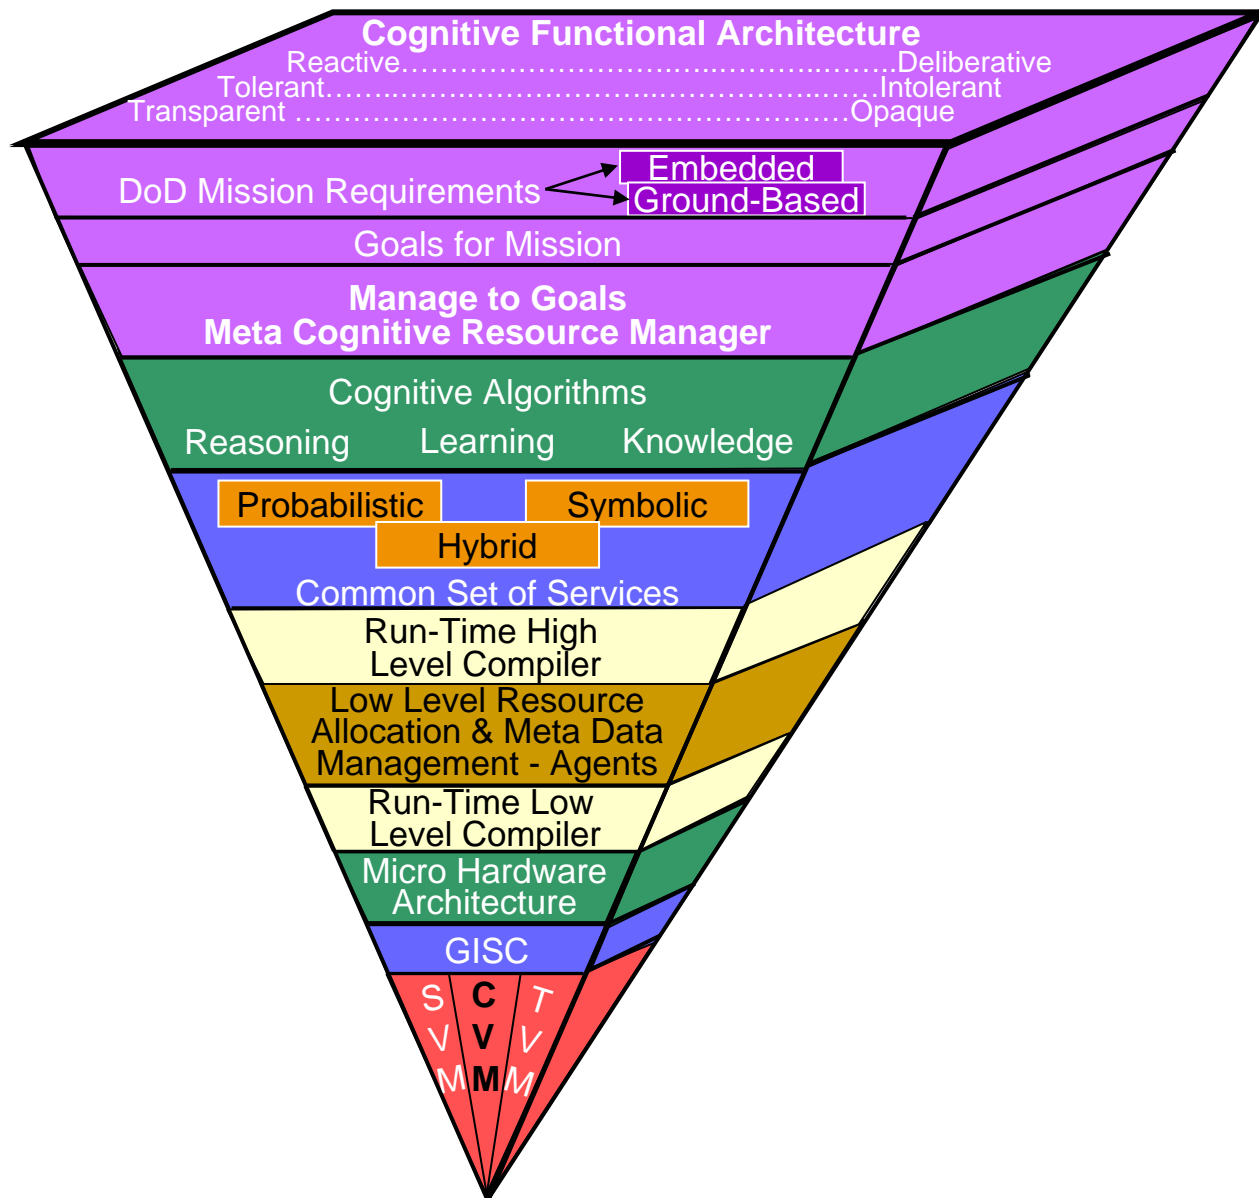 Cognitive Functional Architecture
Reactive……………………………..………..……..Deliberative
Tolerant……..……………………..………………..……Intolerant
Transparent …………………………………………………Opaque
DoD Mission Requirements
Embedded
Ground-Based
Goals for Mission
Manage to Goals
Meta Cognitive Resource Manager
Cognitive Algorithms
Reasoning Learning Knowledge
Probabilistic Symbolic
Hybrid
Common Set of Services
Run-Time High
Level Compiler
Low Level Resource
Allocation & Meta Data
Management - Agents
Run-Time Low
Level Compiler
Micro Hardware
Architecture
GISC
SVM
CVM
TVM